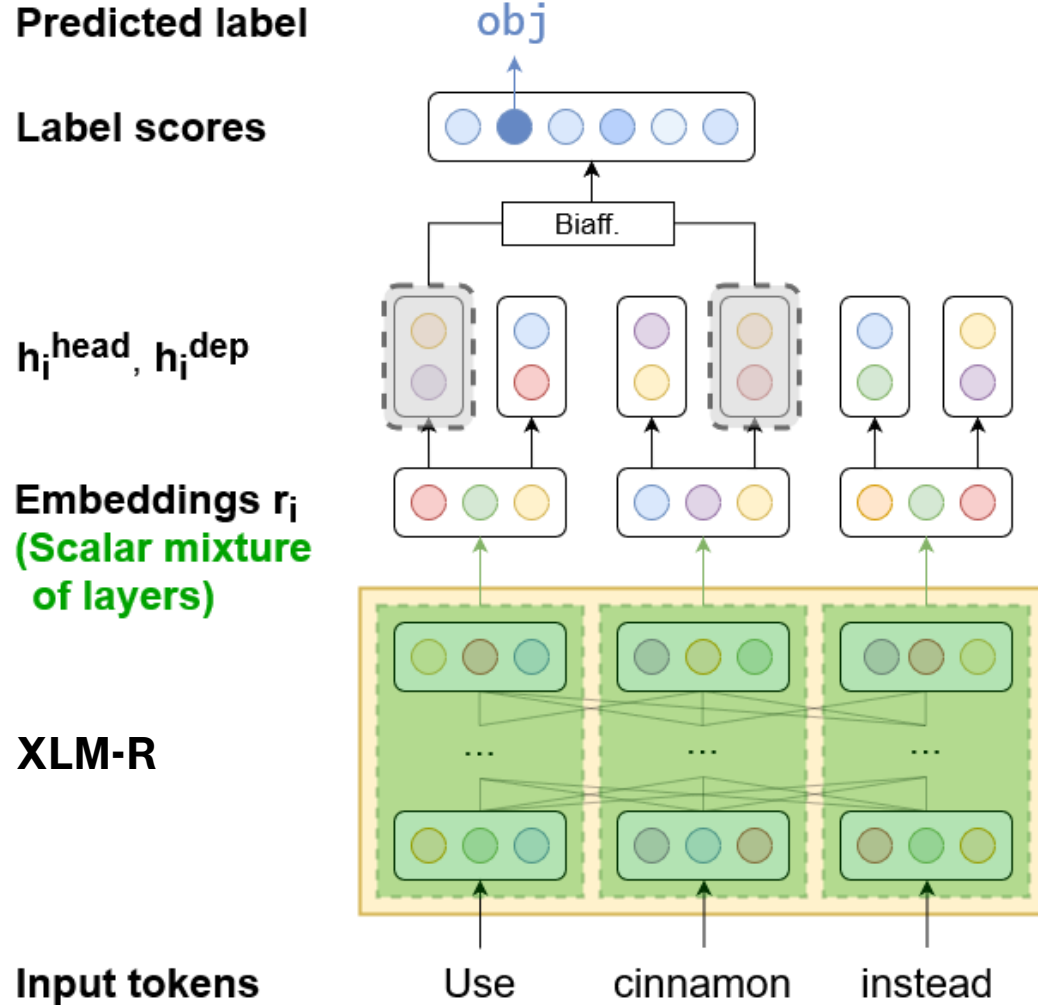 Predicted label obj
Label scores
Biaff.
hᵢʰᵉᵃᵈ, hᵢᵈᵉᵖ
Embeddings rᵢ
(Scalar mixture
of layers)
XLM-R
... ... ...
... 
Input tokens Use cinnamon instead